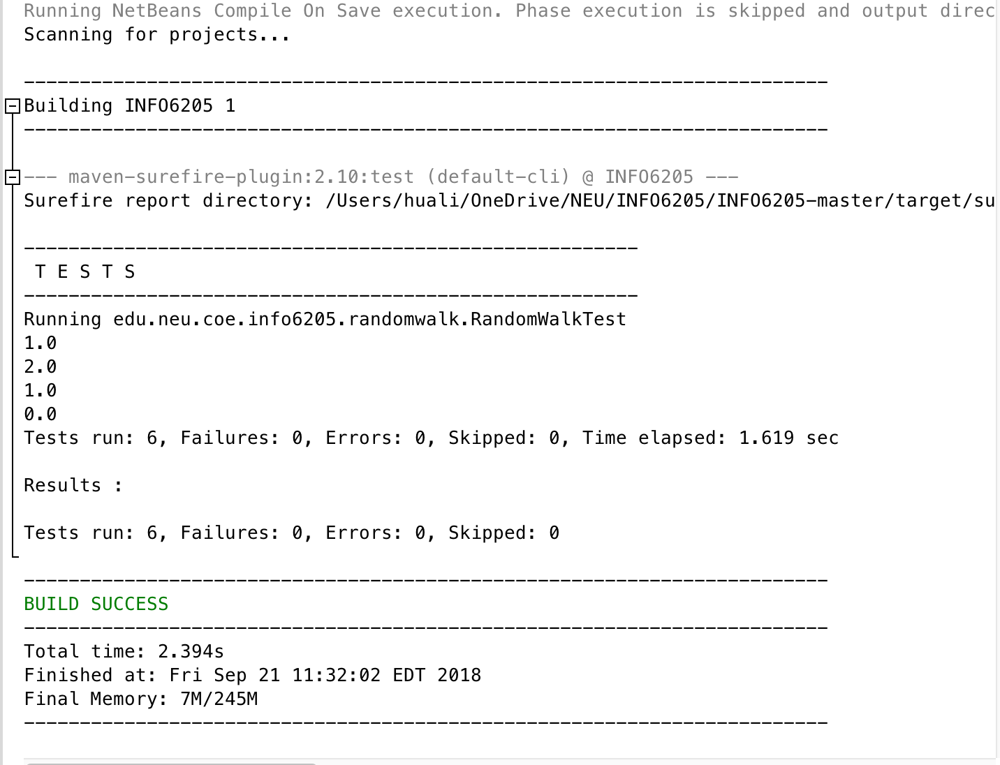 Running NetBeans Compile On Save execution. Phase execution is skipped and output direc
Scanning for projects...
------------------------------------------------------------------------
Building INFO6205 1
------------------------------------------------------------------------
--- maven-surefire-plugin:2.10:test (default-cli) @ INFO6205 ---
Surefire report directory: /Users/huali/OneDrive/NEU/INFO6205/INFO6205-master/target/su
-------------------------------------------------------
T E S T S
-------------------------------------------------------
Running edu.neu.coe.info6205.randomwalk.RandomWalkTest
1.0
2.0
1.0
0.0
Tests run: 6, Failures: 0, Errors: 0, Skipped: 0, Time elapsed: 1.619 sec
Results :
Tests run: 6, Failures: 0, Errors: 0, Skipped: 0
------------------------------------------------------------------------
BUILD SUCCESS
------------------------------------------------------------------------
Total time: 2.394s
Finished at: Fri Sep 21 11:32:02 EDT 2018
Final Memory: 7M/245M
------------------------------------------------------------------------